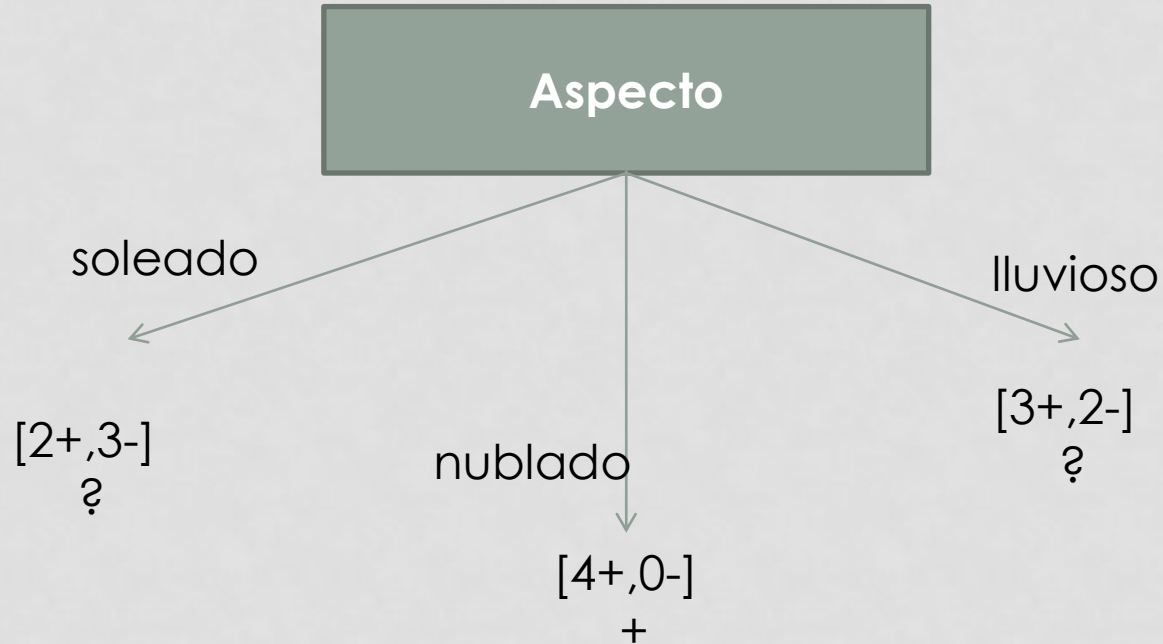 Aspecto
soleado
lluvioso
[2+,3-]
?
nublado
[3+,2-]
?
[4+,0-]
+